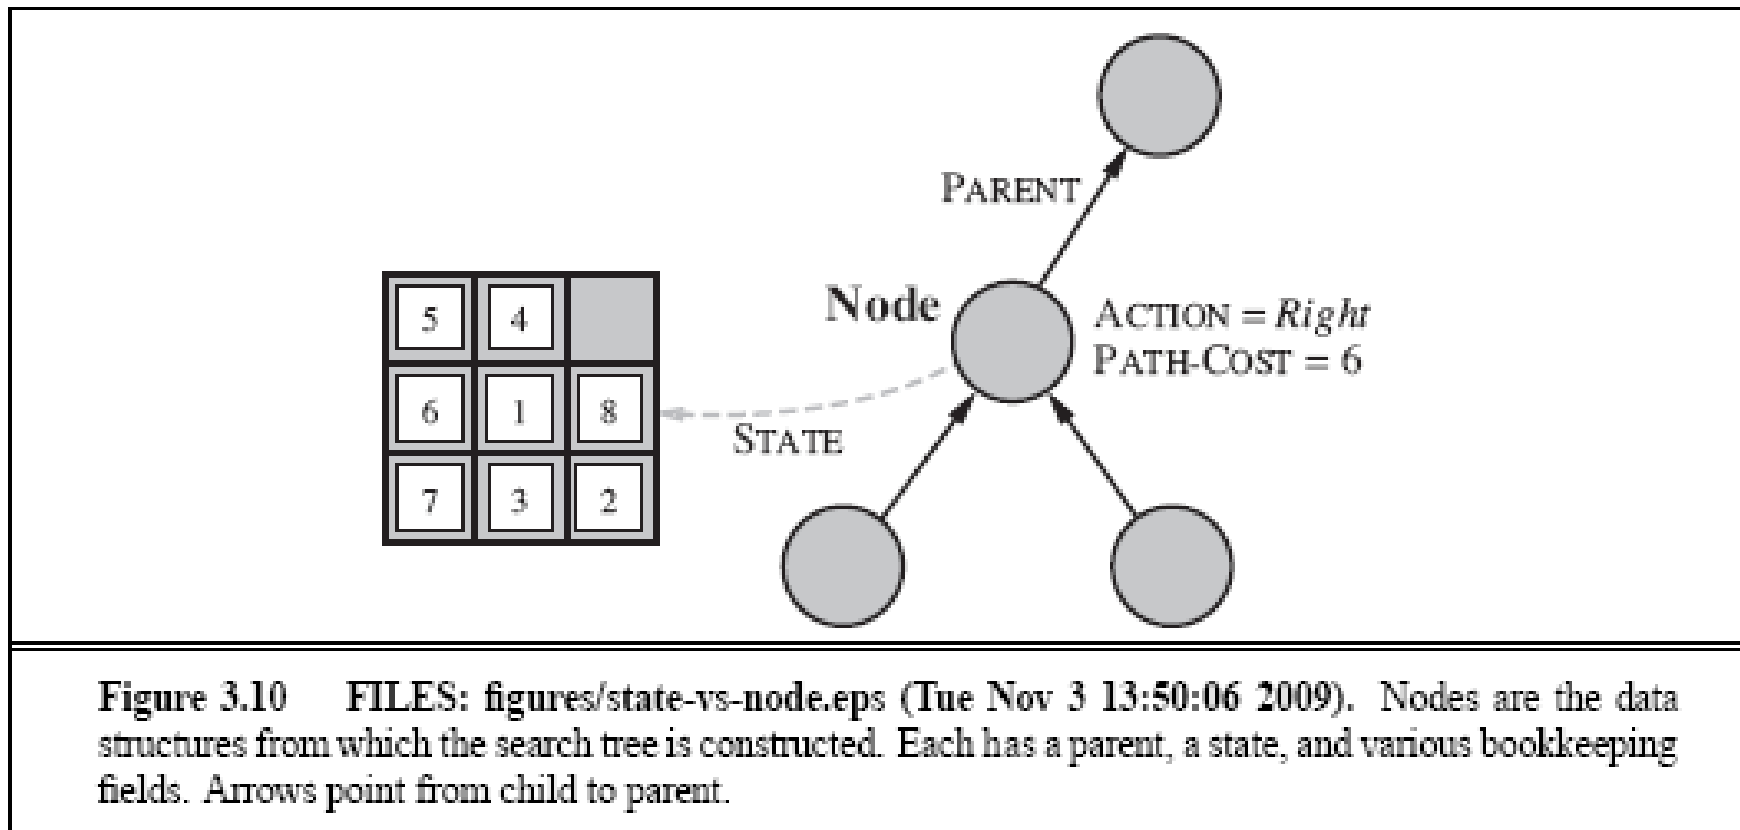 PARENT
Node
ACTION = Right
PATH-COST = 6
STATE
5 4
6 1 8
7 3 2
Figure 3.10 FILES: figures/state-vs-node.eps (Tue Nov 3 13:50:06 2009). Nodes are the data
structures from which the search tree is constructed. Each has a parent, a state, and various bookkeeping
fields. Arrows point from child to parent.